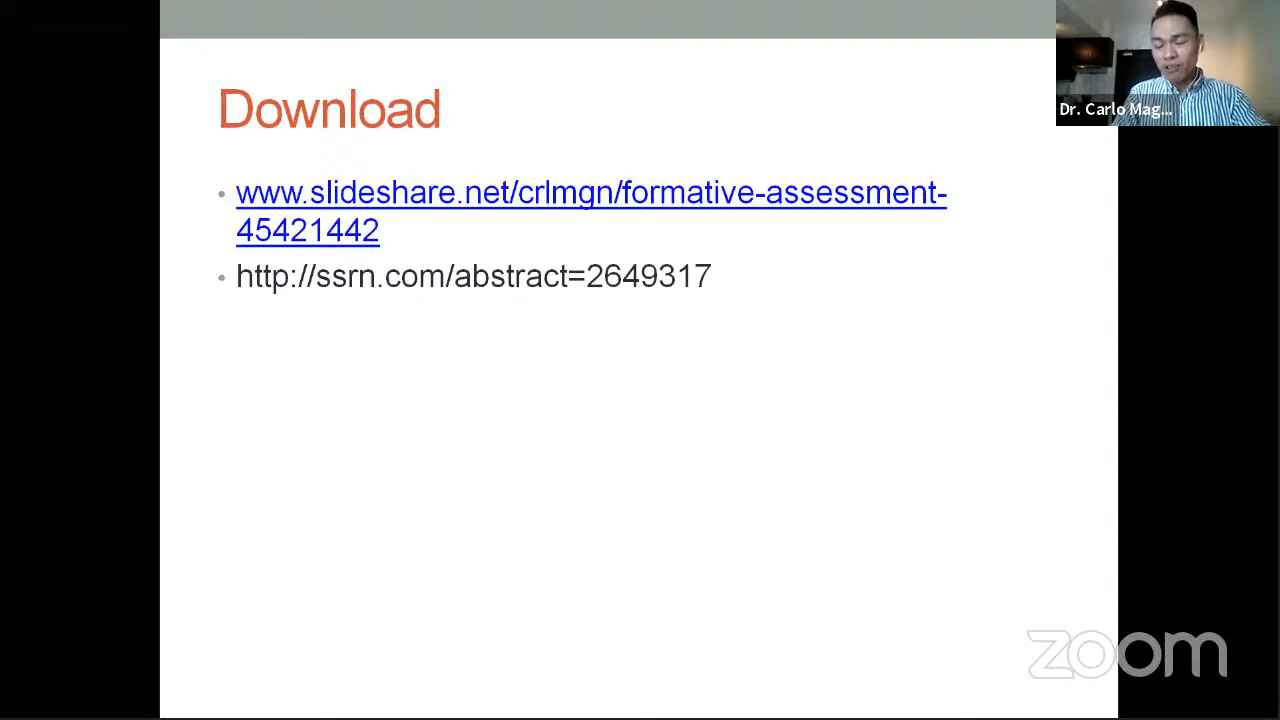 Download
www.slideshare.net/crlmgn/formative-assessment-
45421442
http://ssrn.com/abstract=2649317
Dr. Carlo Mag...
zoom